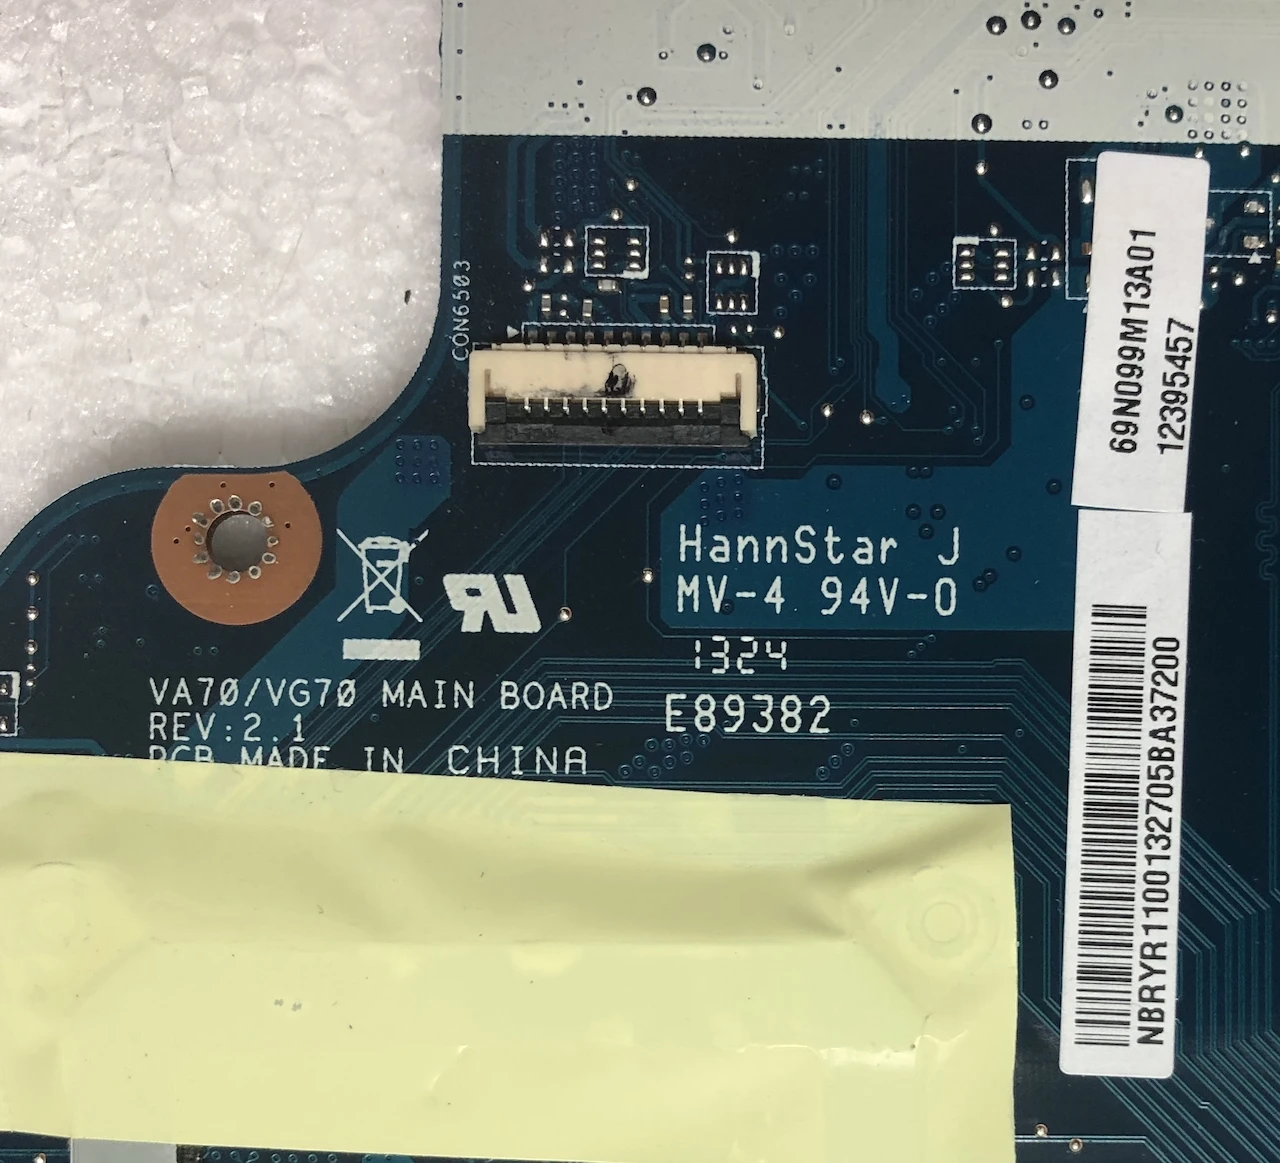 CON6503
69N099M13A01
12395457
HannStar J
MV-4 94V-0
1324
E89382
VA70/VG70 MAIN BOARD
REV:2.1
PCB MADE IN CHINA
NBRYR1100132705BA37200